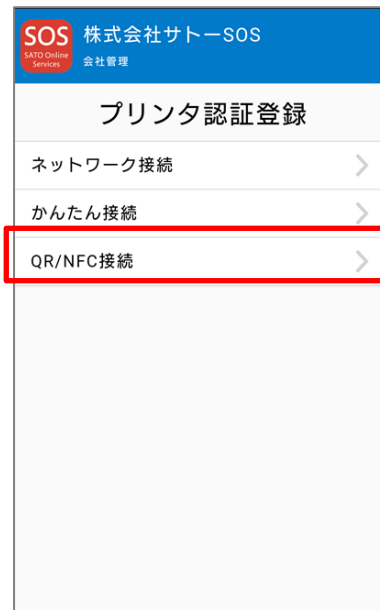 SOS
SATO Online
Services
株式会社サトーSOS
会社管理
プリンタ認証登録
ネットワーク接続
かんたん接続
QR/NFC接続